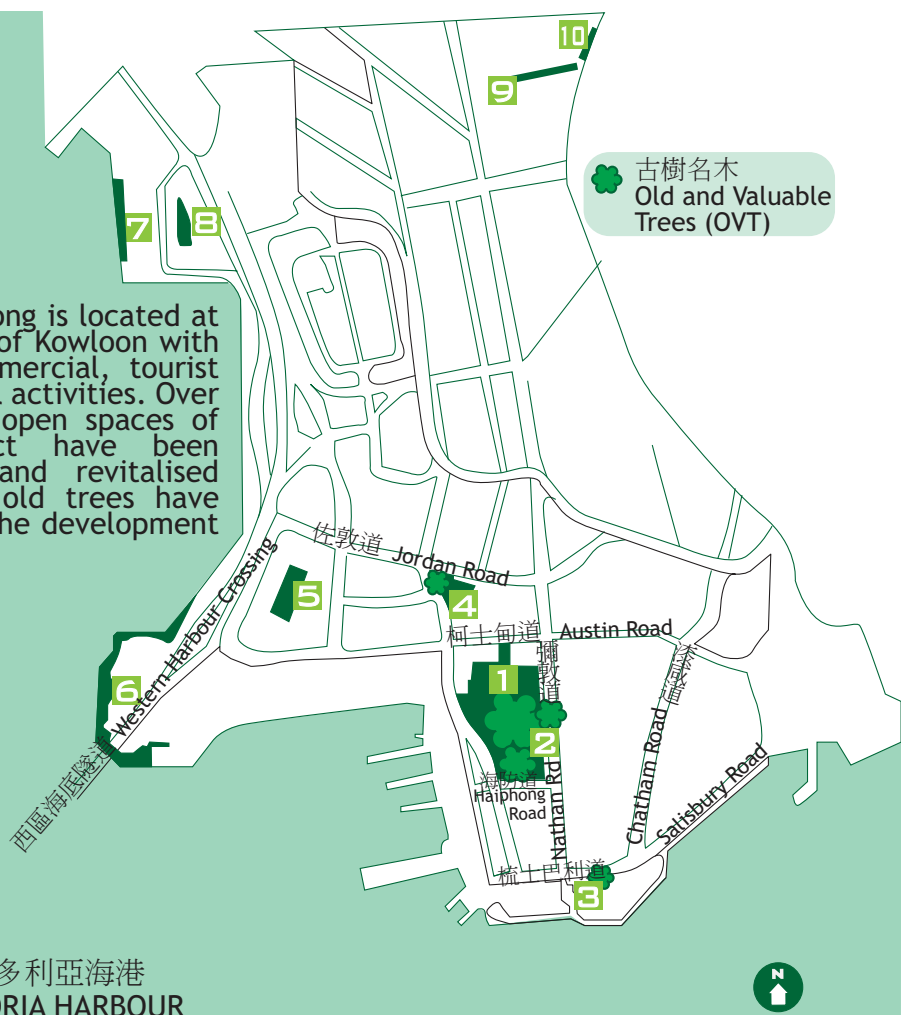 10
9
古樹名木
Old and Valuable
Trees (OVT)
7
8
is located at
of Kowloon with
tourist
activities. Over
open spaces of
have been
and revitalised
old trees have
he development
佐敦道 Jordan Road
5
4
柯士甸道 Austin Road
彌敦道
漆咸道
1
2
西區海底隧道 Western Harbour Crossing
6
海防道
Haiphong
Road
Nathan Rd
Chatham Road
Salisbury Road
梳士巴利道
3
多利亞海港
ORIA HARBOUR
N